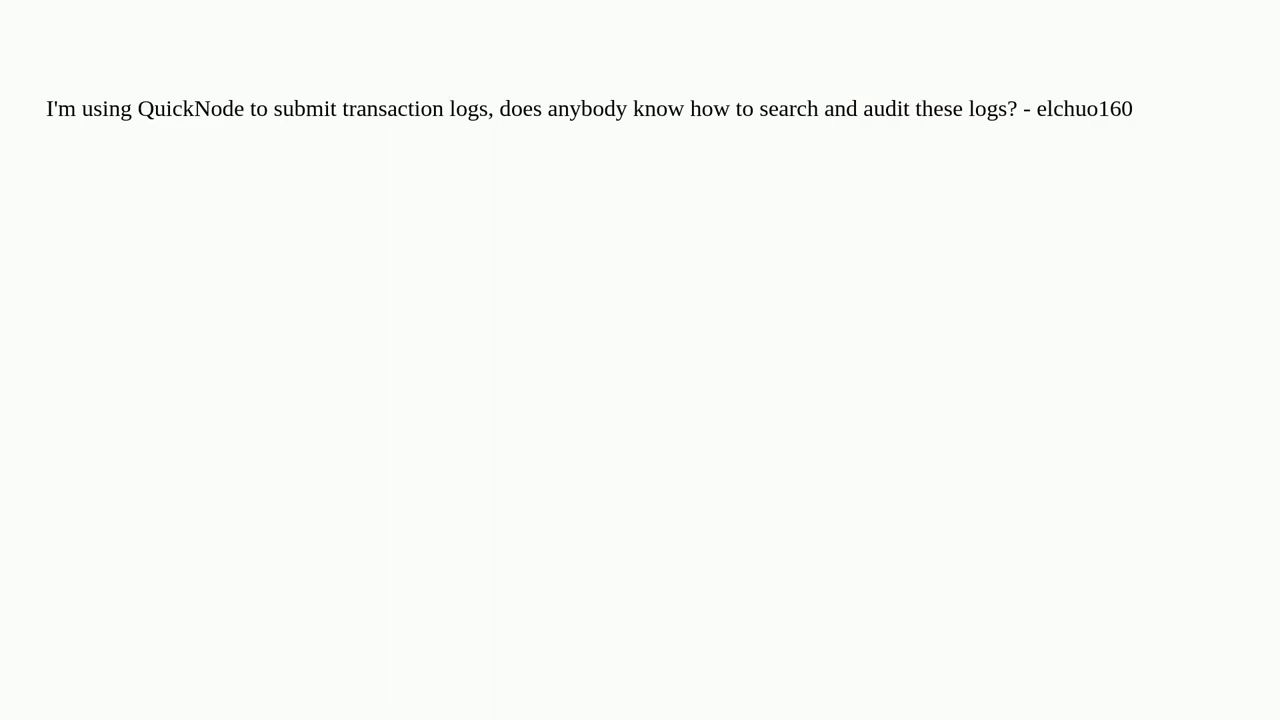 I'm using QuickNode to submit transaction logs, does anybody know how to search and audit these logs? - elchuo160